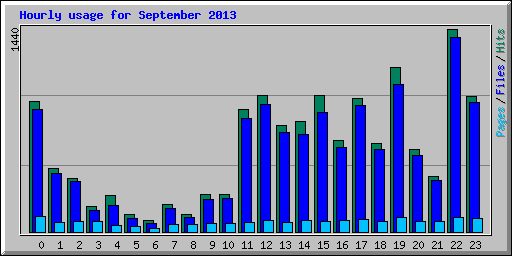 Hourly usage for September 2013
1440
Pages/Files/Hits
0 1 2 3 4 5 6 7 8 9 10 11 12 13 14 15 16 17 18 19 20 21 22 23